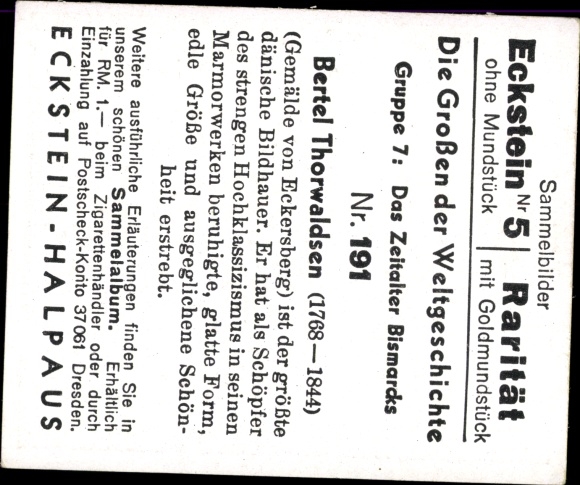 Sammelbilder
Eckstein Nr 5 | Rarität
ohne Mundstück | mit Goldmundstück
Die Großen der Weltgeschichte
Gruppe 7: Das Zeitalter Bismarcks
Nr. 191
Bertel Thorwaldsen (1768—1844)
(Gemälde von Eckersberg) ist der größte
dänische Bildhauer. Er hat als Schöpfer
des strengen Hochklassizismus in seinen
Marmorwerken beruhigte, glatte Form,
edle Größe und ausgeglichene Schön-
heit erstrebt.
Weitere ausführliche Erläuterungen finden Sie in
unserem schönen Sammelalbum. Erhältlich
für RM. 1.— beim Zigarettenhändler oder durch
Einzahlung auf Postscheck-Konto 37061 Dresden.
ECKSTEIN-HALPAUS